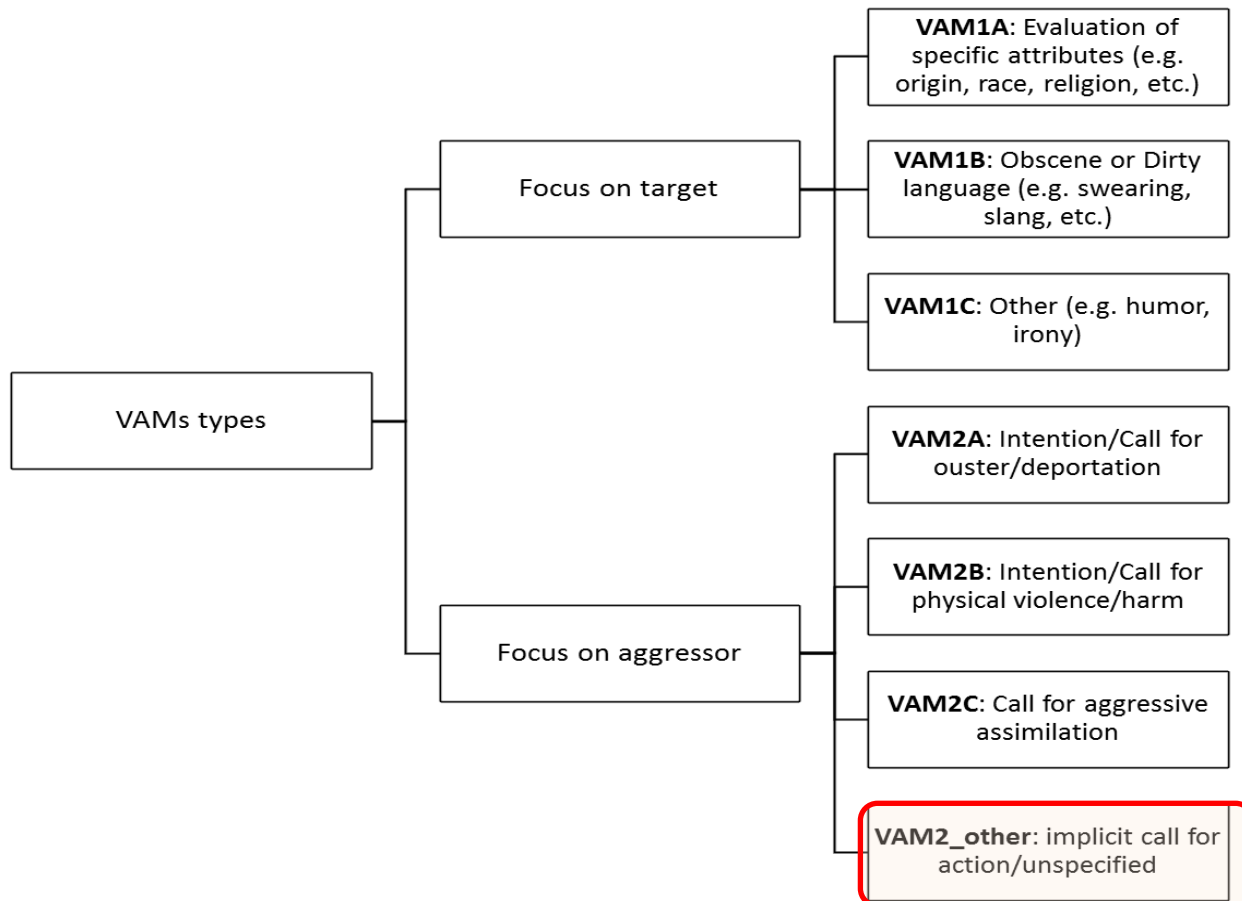 VAM1A: Evaluation of
specific attributes (e.g.
origin, race, religion, etc.)
Focus on target
VAM1B: Obscene or Dirty
language (e.g. swearing,
slang, etc.)
VAM1C: Other (e.g. humor,
irony)
VAMs types
VAM2A: Intention/Call for
ouster/deportation
VAM2B: Intention/Call for
physical violence/harm
Focus on aggressor
VAM2C: Call for aggressive
assimilation
VAM2_other: implicit call for
action/unspecified